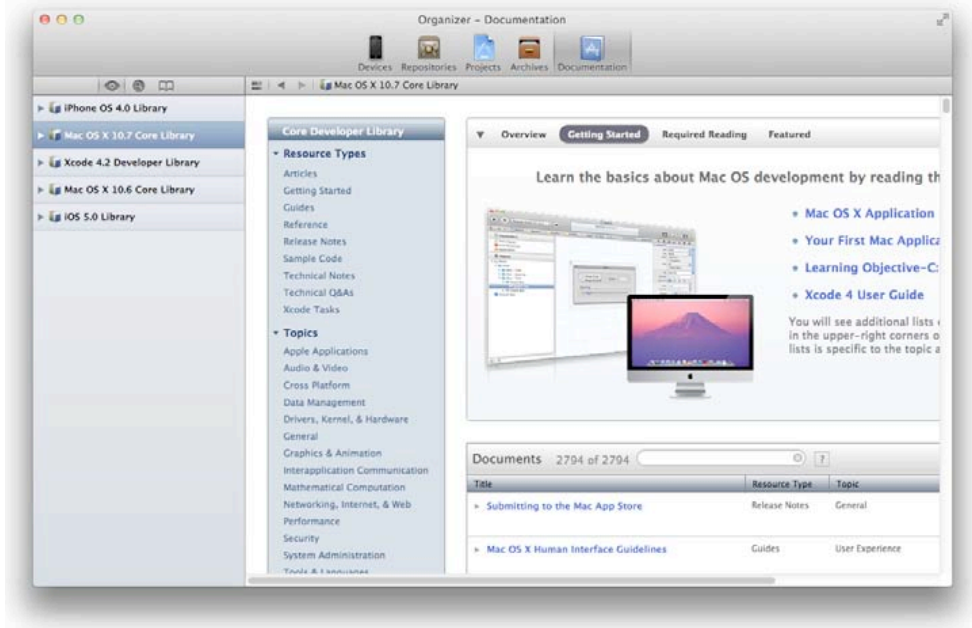 Organizer – Documentation
Devices Repositories Projects Archives Documentation
Mac OS X 10.7 Core Library
iPhone OS 4.0 Library
Mac OS X 10.7 Core Library
Xcode 4.2 Developer Library
Mac OS X 10.6 Core Library
iOS 5.0 Library
Core Developer Library
Resource Types
Articles
Getting Started
Guides
Reference
Release Notes
Sample Code
Technical Notes
Technical Q&As
Xcode Tasks
Topics
Apple Applications
Audio & Video
Cross Platform
Data Management
Drivers, Kernel, & Hardware
General
Graphics & Animation
Interapplication Communication
Mathematical Computation
Networking, Internet, & Web
Performance
Security
System Administration
Tools & Languages
Overview Getting Started Required Reading Featured
Learn the basics about Mac OS development by reading th
Mac OS X Application
Your First Mac Applica
Learning Objective-C:
Xcode 4 User Guide
You will see additional lists
in the upper-right corners o
lists is specific to the topic a
Documents 2794 of 2794 ?
Title Resource Type Topic
Submitting to the Mac App Store Release Notes General
Mac OS X Human Interface Guidelines Guides User Experience